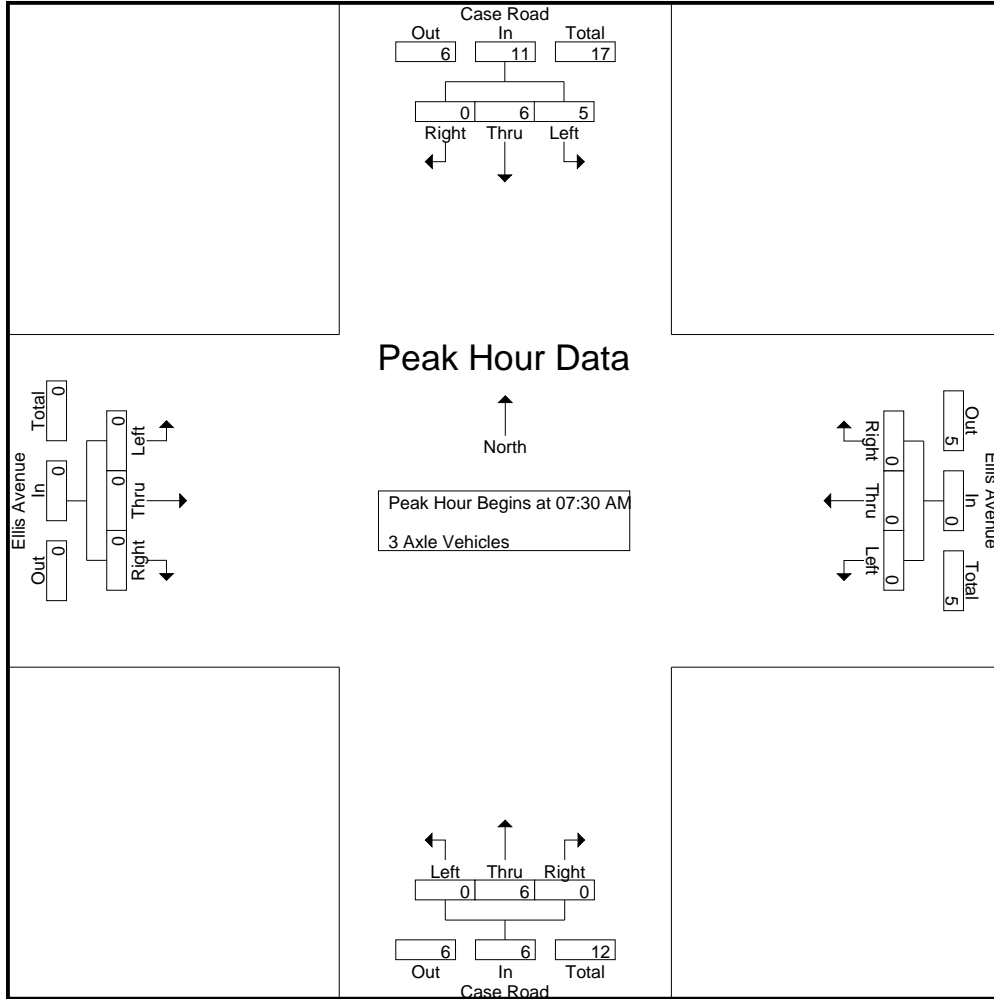 Case Road
Out In Total
6 11 17
0 6 5
Right Thru Left
Peak Hour Data
North
Peak Hour Begins at 07:30 AM
3 Axle Vehicles
Ellis Avenue
Total In Out
0 0 0
0 0 0
Left Thru Right
Right Thru Left
0 0 0
Out In Total
5 0 5
Ellis Avenue
Left Thru Right
0 6 0
6 6 12
Out In Total
Case Road